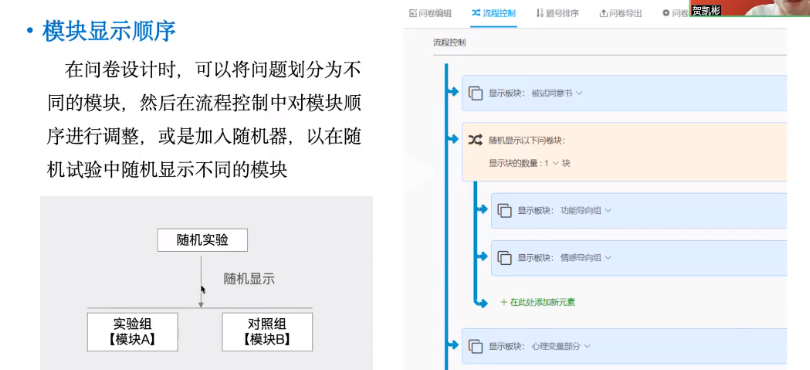 • 模块显示顺序
在问卷设计时，可以将问题划分为不
同的模块，然后在流程控制中对模块顺
序进行调整，或是加入随机器，以在随
机试验中随机显示不同的模块
随机实验
随机显示
实验组
【模块A】
对照组
【模块B】
问卷编辑
流程控制
题号排序
问卷导出
问卷
贺凯彬
流程控制
显示板块： 被试同意书
随机显示以下问卷块：
显示块的数量 : 1 块
显示板块： 功能导向组
显示板块： 情感导向组
+ 在此处添加新元素
显示板块： 心理变量部分